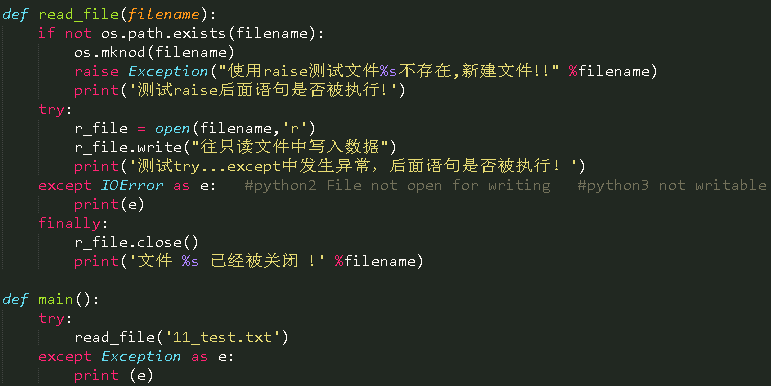 def read_file(filename):
    if not os.path.exists(filename):
        os.mknod(filename)
        raise Exception("使用raise测试文件%s不存在,新建文件!!" %filename)
        print('测试raise后面语句是否被执行!')
    try:
        r_file = open(filename,'r')
        r_file.write("往只读文件中写入数据")
        print('测试try...except中发生异常，后面语句是否被执行! ')
    except IOError as e:   #python2 File not open for writing   #python3 not writable
        print(e)
    finally:
        r_file.close()
        print('文件 %s 已经被关闭 !' %filename)

def main():
    try:
        read_file('11_test.txt')
    except Exception as e:
        print (e)